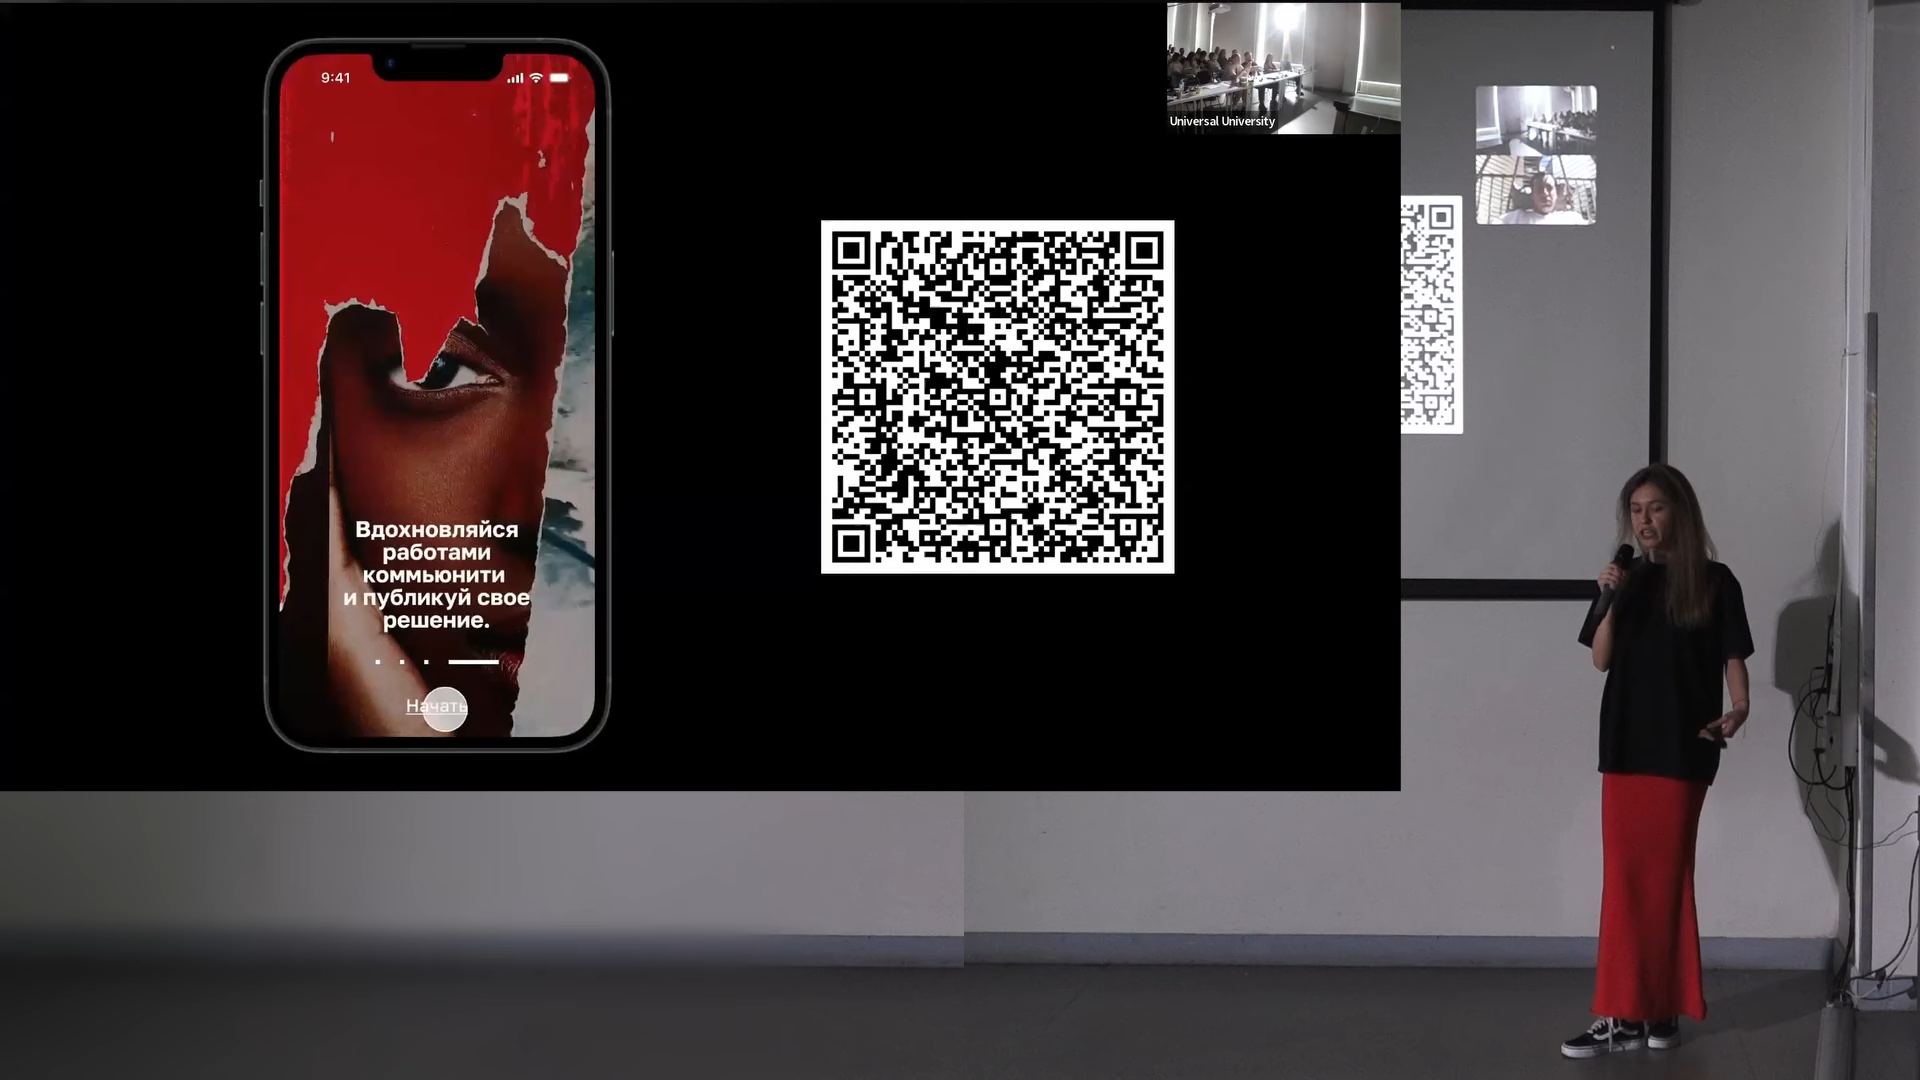 9:41
Вдохновляйся
работами
коммьюнити
и публикуй свое
решение.
Начать
Universal University